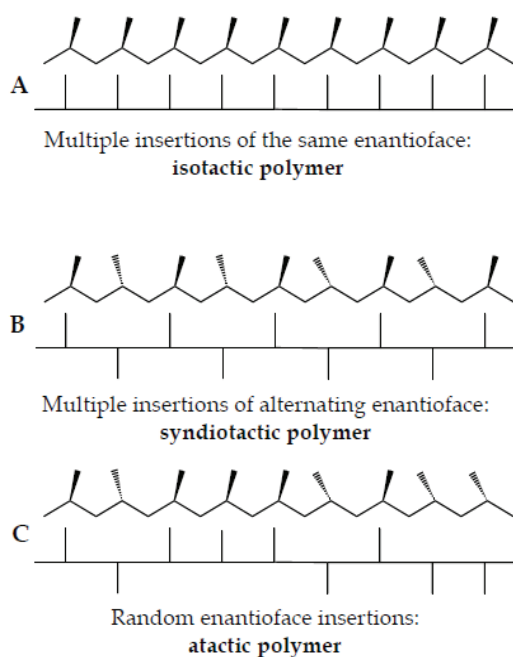 A
Multiple insertions of the same enantioface:
isotactic polymer
B
Multiple insertions of alternating enantioface:
syndiotactic polymer
C
Random enantioface insertions:
atactic polymer